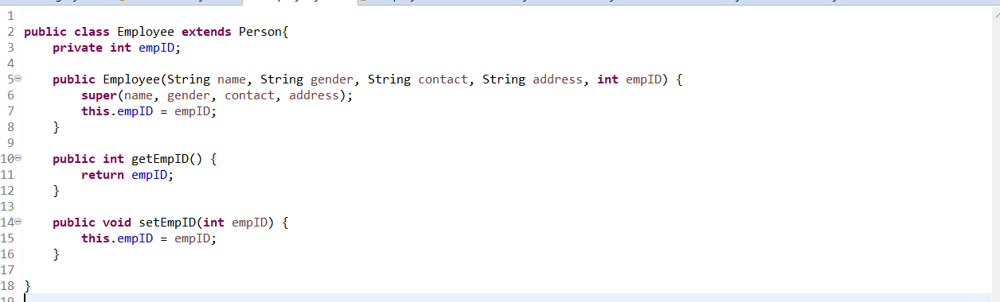 1
2 public class Employee extends Person{
3     private int empID;
4
5     public Employee(String name, String gender, String contact, String address, int empID) {
6         super(name, gender, contact, address);
7         this.empID = empID;
8     }
9
10     public int getEmpID() {
11         return empID;
12     }
13
14     public void setEmpID(int empID) {
15         this.empID = empID;
16     }
17
18 }
19